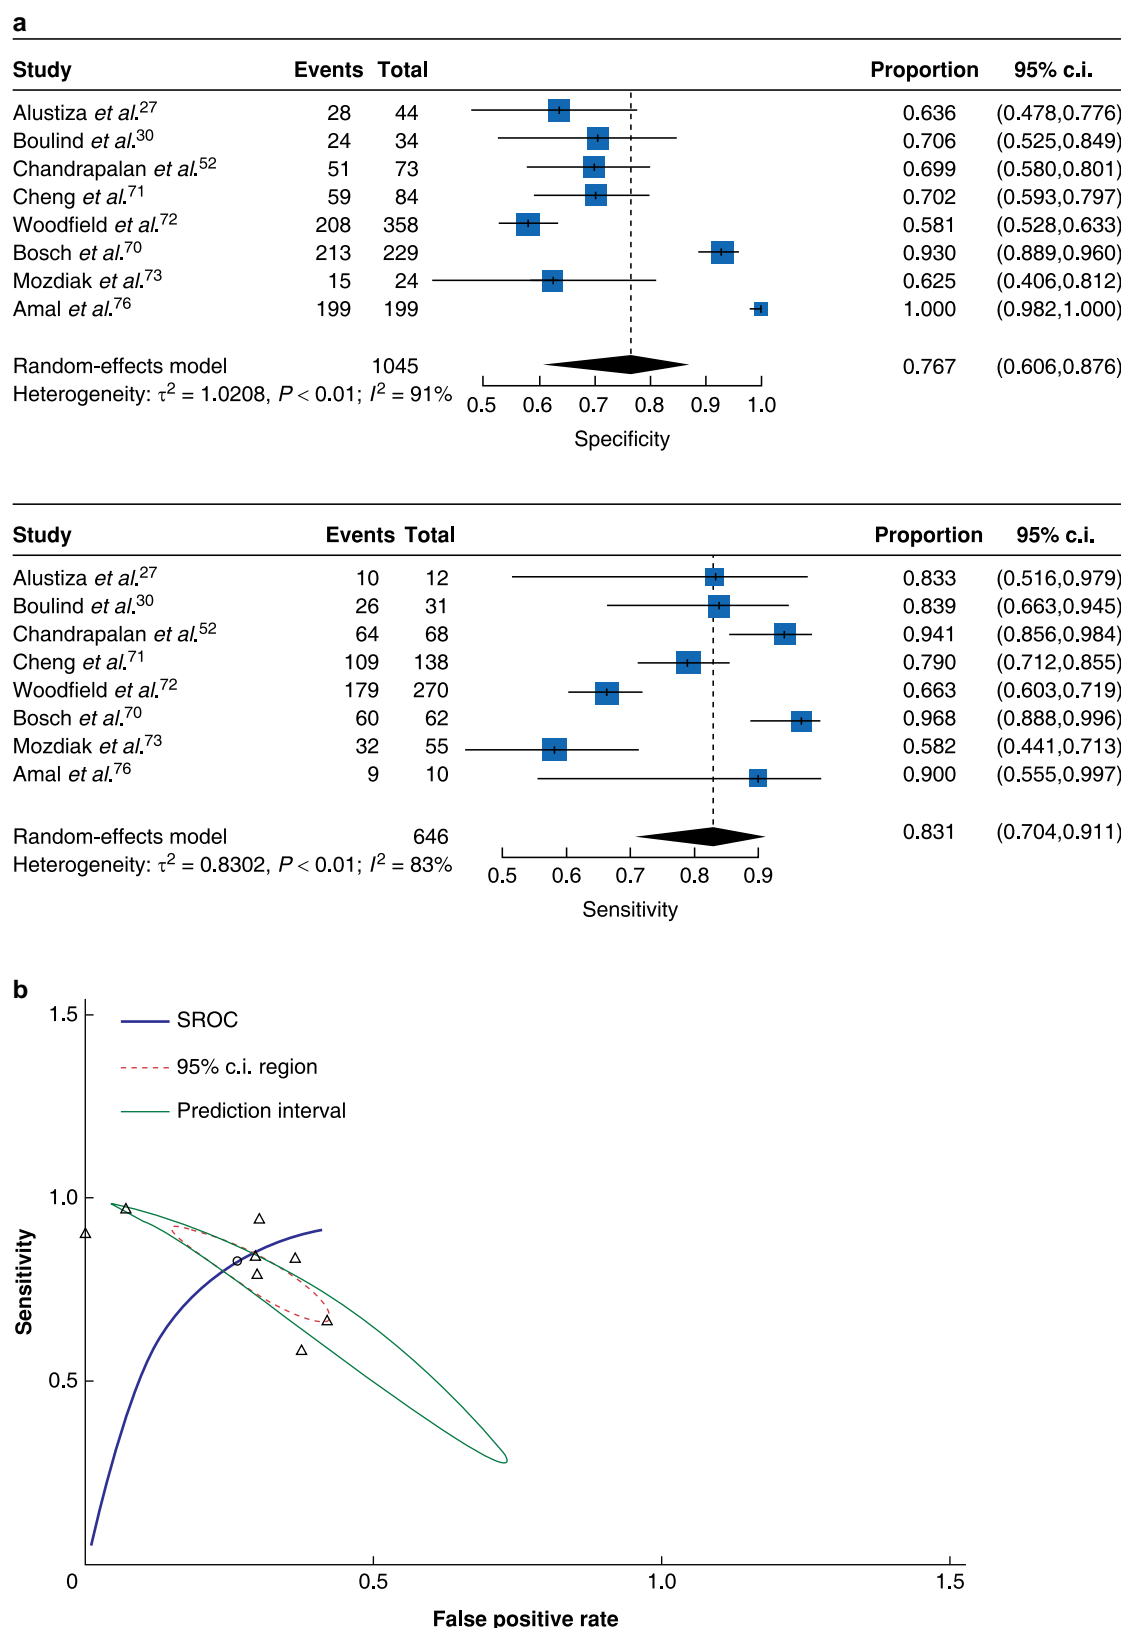 a
Study Events Total Proportion 95% c.i.
Alustiza et al.27 28 44 0.636 (0.478,0.776)
Boulind et al.30 24 34 0.706 (0.525,0.849)
Chandrapalan et al.52 51 73 0.699 (0.580,0.801)
Cheng et al.71 59 84 0.702 (0.593,0.797)
Woodfield et al.72 208 358 0.581 (0.528,0.633)
Bosch et al.70 213 229 0.930 (0.889,0.960)
Mozdiak et al.73 15 24 0.625 (0.406,0.812)
Amal et al.76 199 199 1.000 (0.982,1.000)
Random-effects model 1045 0.767 (0.606,0.876)
Heterogeneity: τ2 = 1.0208, P < 0.01; I2 = 91%
0.5 0.6 0.7 0.8 0.9 1.0
Specificity
Study Events Total Proportion 95% c.i.
Alustiza et al.27 10 12 0.833 (0.516,0.979)
Boulind et al.30 26 31 0.839 (0.663,0.945)
Chandrapalan et al.52 64 68 0.941 (0.856,0.984)
Cheng et al.71 109 138 0.790 (0.712,0.855)
Woodfield et al.72 179 270 0.663 (0.603,0.719)
Bosch et al.70 60 62 0.968 (0.888,0.996)
Mozdiak et al.73 32 55 0.582 (0.441,0.713)
Amal et al.76 9 10 0.900 (0.555,0.997)
Random-effects model 646 0.831 (0.704,0.911)
Heterogeneity: τ2 = 0.8302, P < 0.01; I2 = 83%
0.5 0.6 0.7 0.8 0.9
Sensitivity
b
1.5
SROC
95% c.i. region
Prediction interval
1.0
Sensitivity
0.5
0 0.5 1.0 1.5
False positive rate